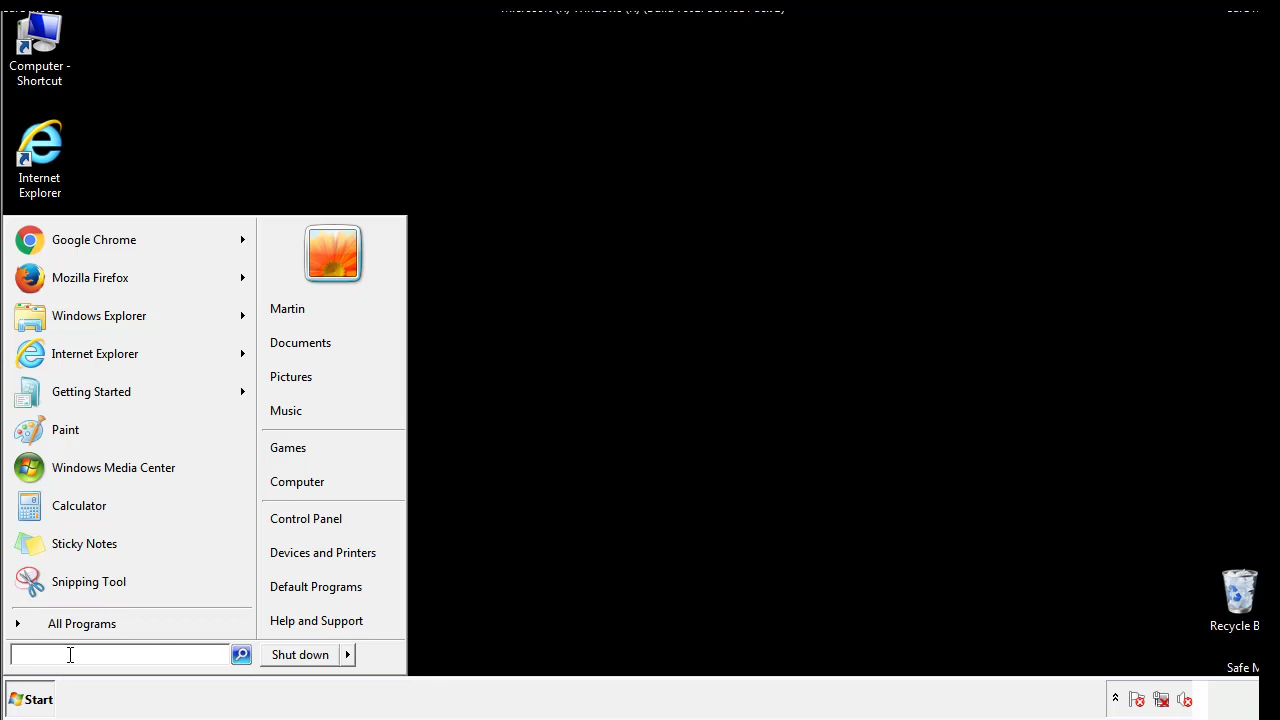 Computer -
Shortcut
Internet
Explorer
Google Chrome
Mozilla Firefox
Windows Explorer
Internet Explorer
Getting Started
Paint
Windows Media Center
Calculator
Sticky Notes
Snipping Tool
All Programs
Martin
Documents
Pictures
Music
Games
Computer
Control Panel
Devices and Printers
Default Programs
Help and Support
Shut down
Recycle B
Safe M
Start